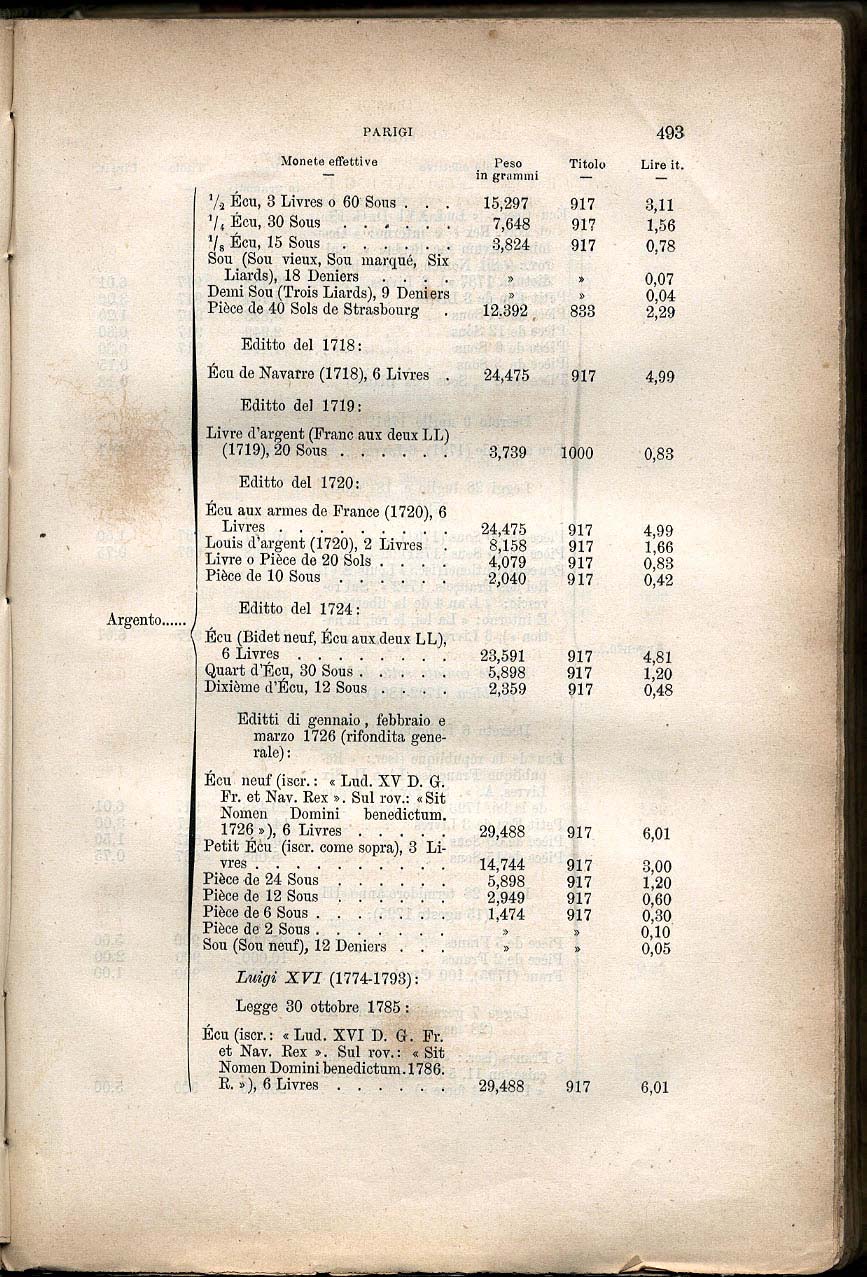 PARIGI 493
Monete effettive Peso in grammi Titolo Lire it.
1/2 Écu, 3 Livres o 60 Sous . . . 15,297 917 3,11
1/4 Écu, 30 Sous . . . . . . 7,648 917 1,56
1/8 Écu, 15 Sous . . . . . . 3,824 917 0,78
Sou (Sou vieux, Sou marqué, Six
Liards), 18 Deniers . . . . » » 0,07
Demi Sou (Trois Liards), 9 Deniers » » 0,04
Pièce de 40 Sols de Strasbourg . 12.392 833 2,29
Editto del 1718:
Écu de Navarre (1718), 6 Livres . 24,475 917 4,99
Editto del 1719:
Livre d'argent (Franc aux deux LL)
(1719), 20 Sous . . . . . . 3,739 1000 0,83
Editto del 1720:
Écu aux armes de France (1720), 6
Livres . . . . . . . . . 24,475 917 4,99
Louis d'argent (1720), 2 Livres 8,158 917 1,66
Livre o Pièce de 20 Sols . . . . 4,079 917 0,83
Pièce de 10 Sous . . . . . . 2,040 917 0,42
Editto del 1724:
Argento......
Écu (Bidet neuf, Écu aux deux LL),
6 Livres . . . . . . . . 23,591 917 4,81
Quart d'Écu, 30 Sous . . . . . 5,898 917 1,20
Dixième d'Écu, 12 Sous . . . . 2,359 917 0,48
Editti di gennaio, febbraio e
marzo 1726 (rifondita gene-
rale):
Écu neuf (iscr.: « Lud. XV D. G.
Fr. et Nav. Rex ». Sul rov.: « Sit
Nomen Domini benedictum.
1726 »), 6 Livres . . . . . 29,488 917 6,01
Petit Écu (iscr. come sopra), 3 Li-
vres . . . . . . . . . . 14,744 917 3,00
Pièce de 24 Sous . . . . . . 5,898 917 1,20
Pièce de 12 Sous . . . . . . 2,949 917 0,60
Pièce de 6 Sous . . . . . . . 1,474 917 0,30
Pièce de 2 Sous . . . . . . . » » 0,10
Sou (Sou neuf), 12 Deniers . . . » » 0,05
Luigi XVI (1774-1793):
Legge 30 ottobre 1785:
Écu (iscr.: « Lud. XVI D. G. Fr.
et Nav. Rex ». Sul rov.: « Sit
Nomen Domini benedictum. 1786.
R. »), 6 Livres . . . . . . 29,488 917 6,01